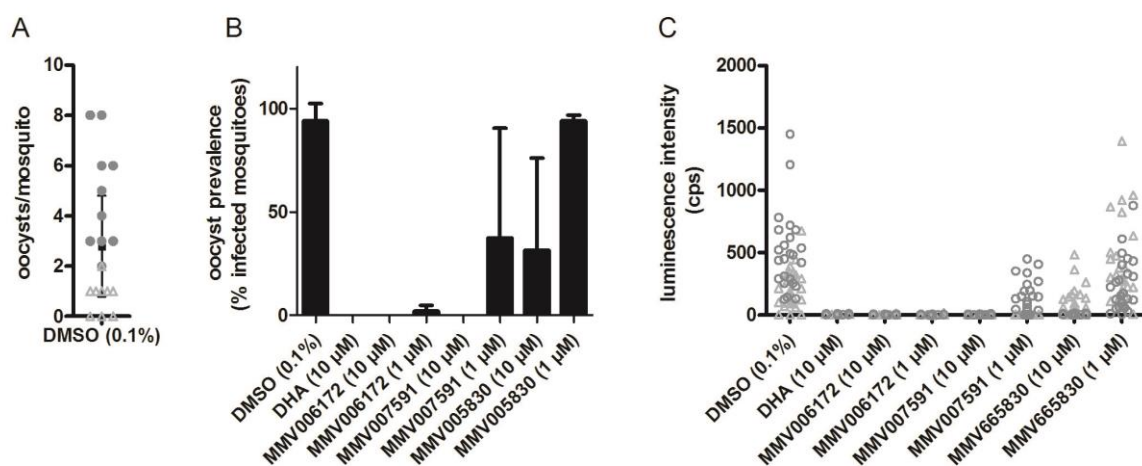 A
oocysts/mosquito
10
8
6
4
2
0
DMSO (0.1%)
B
oocyst prevalence
(% infected mosquitoes)
100
50
0
DMSO (0.1%)
DHA (10 µM)
MMV006172 (10 µM)
MMV006172 (1 µM)
MMV007591 (10 µM)
MMV007591 (1 µM)
MMV005830 (10 µM)
MMV005830 (1 µM)
C
luminescence intensity
(cps)
2000
1500
1000
500
0
DMSO (0.1%)
DHA (10 µM)
MMV006172 (10 µM)
MMV006172 (1 µM)
MMV007591 (10 µM)
MMV007591 (1 µM)
MMV665830 (10 µM)
MMV665830 (1 µM)